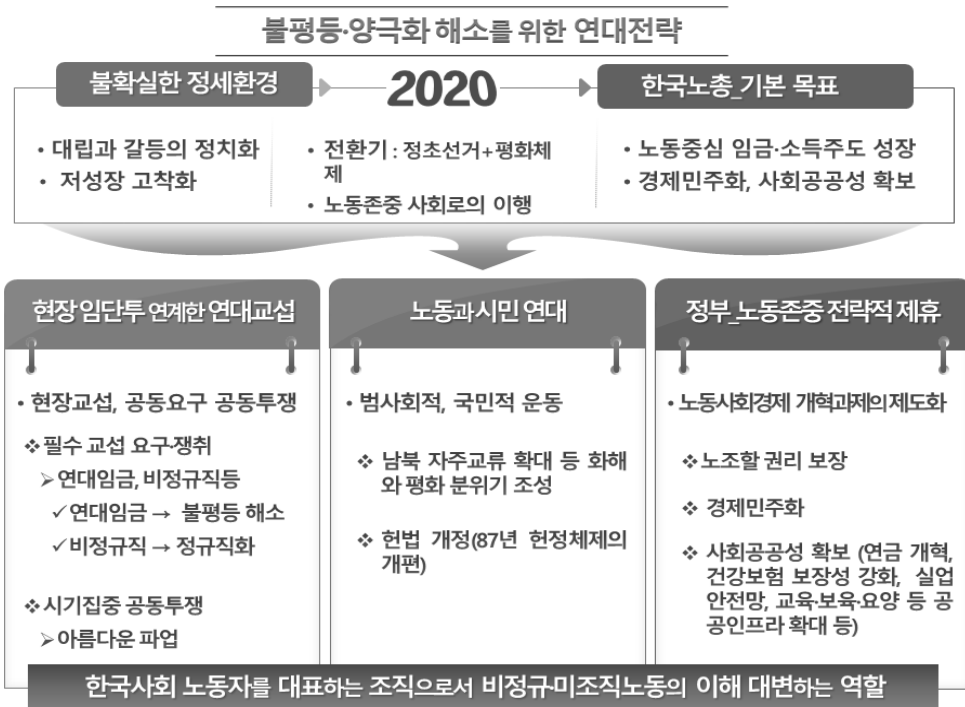 불평등·양극화 해소를 위한 연대전략
불확실한 정세환경
2020
한국노총_기본 목표
• 대립과 갈등의 정치화
• 저성장 고착화
• 전환기 : 정초선거+평화체
제
• 노동존중 사회로의 이행
• 노동중심 임금·소득주도 성장
• 경제민주화, 사회공공성 확보
현장 임단투 연계한 연대교섭
• 현장교섭, 공동요구 공동투쟁
❖필수 교섭 요구·쟁취
➢연대임금, 비정규직등
✓연대임금 → 불평등 해소
✓비정규직 → 정규직화
❖시기집중 공동투쟁
➢아름다운 파업
노동과 시민 연대
• 범사회적, 국민적 운동
❖ 남북 자주교류 확대 등 화해
와 평화 분위기 조성
❖ 헌법 개정(87년 헌정체제의
개편)
정부_노동존중 전략적 제휴
• 노동사회경제 개혁과제의 제도화
❖노조할 권리 보장
❖ 경제민주화
❖ 사회공공성 확보 (연금 개혁,
건강보험 보장성 강화, 실업
안전망, 교육·보육·요양 등 공
공인프라 확대 등)
한국사회 노동자를 대표하는 조직으로서 비정규·미조직노동의 이해 대변하는 역할